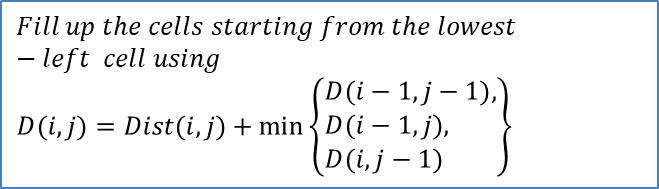 Fill up the cells starting from the lowest
− left cell using
D(i − 1, j − 1),
D(i, j) = Dist(i, j) + min { D(i − 1, j), }
D(i, j − 1)